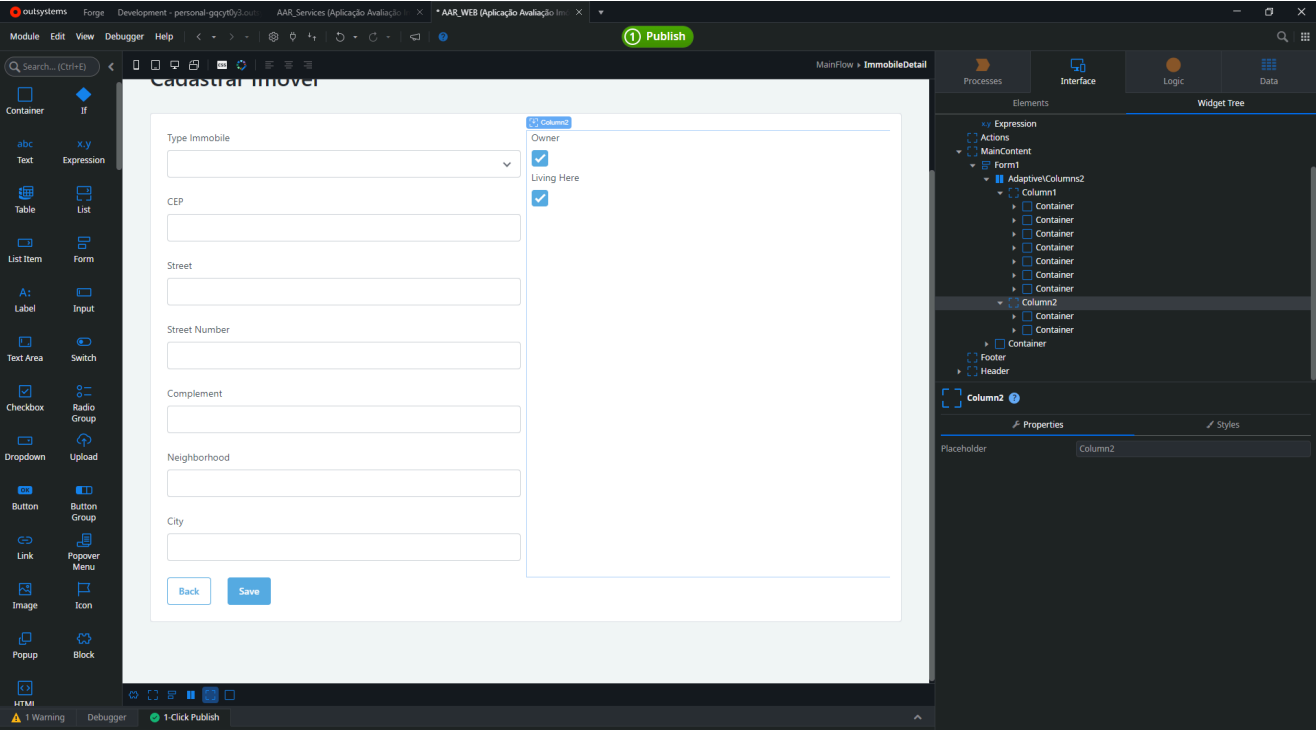 outsystems Forge Development - personal-gqcyt0y3.outs AAR_Services (Aplicação Avaliação I * AAR_WEB (Aplicação Avaliação Imo
Module Edit View Debugger Help 1 Publish
Search... (Ctrl+E) CSS MainFlow ImmobileDetail
Processes Interface Logic Data
Elements Widget Tree
Container If
abc x.y
Text Expression
Table List
List Item Form
A:
Label Input
Text Area Switch
Checkbox Radio Group
Dropdown Upload
OK
Button Button Group
Link Popover Menu
Image Icon
Popup Block
HTML
Cadastrar Imóvel
Type Immobile
CEP
Street
Street Number
Complement
Neighborhood
City
Back Save
Column2
Owner
Living Here
x.y Expression
Actions
MainContent
Form1
Adaptive\Columns2
Column1
Container
Container
Container
Container
Container
Container
Container
Column2
Container
Container
Container
Footer
Header
Column2 ?
Properties Styles
Placeholder Column2
1 Warning Debugger 1-Click Publish